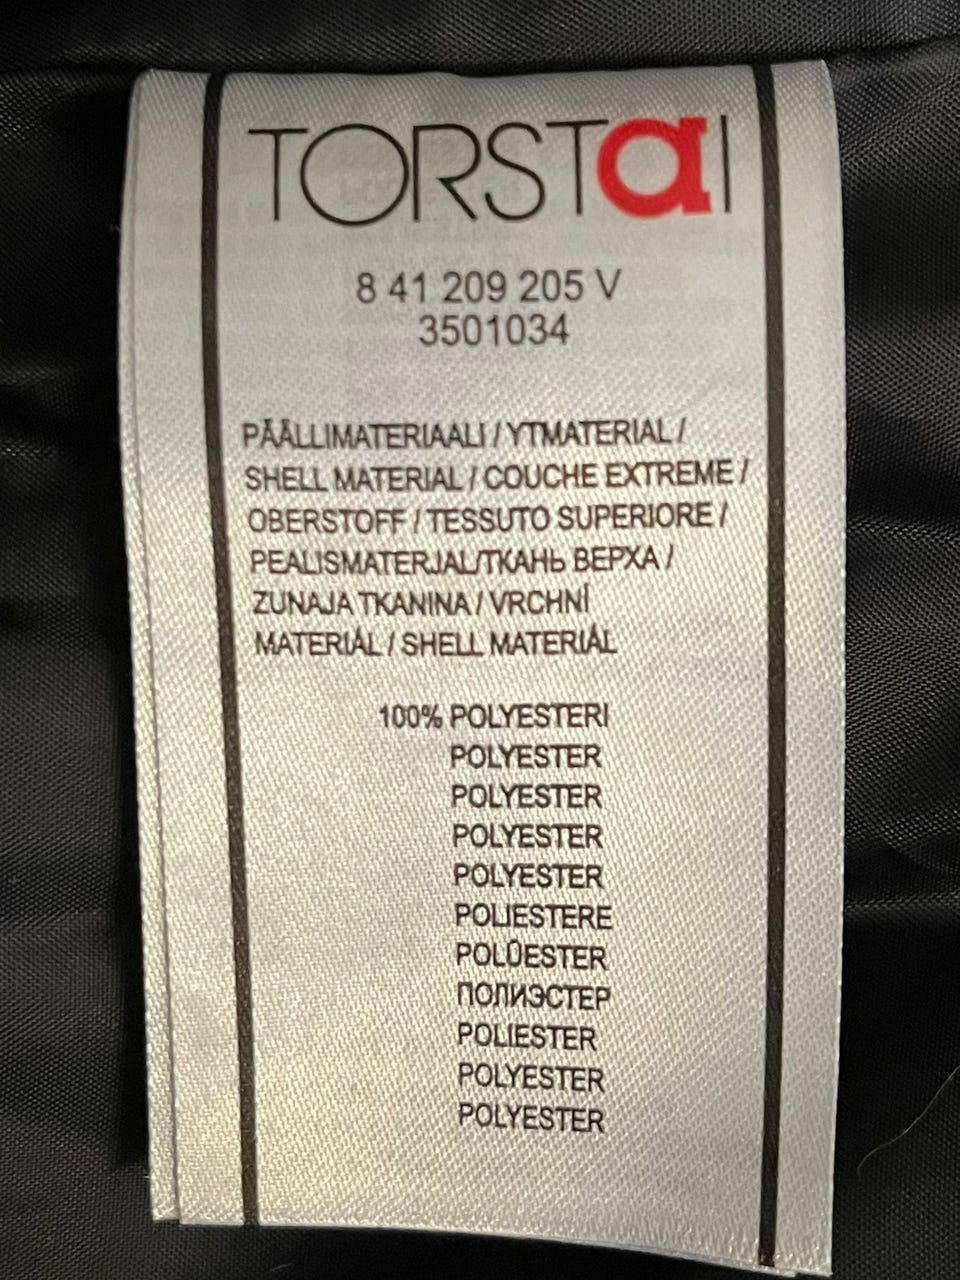 TORSTAI
8 41 209 205 V
3501034
PÄÄLLIMATERIAALI / YTMATERIAL /
SHELL MATERIAL / COUCHE EXTREME /
OBERSTOFF / TESSUTO SUPERIORE /
PEALISMATERJAL/ТКАНЬ ВЕРХА /
ZUNAJA TKANINA / VRCHNÍ
MATERIÁL / SHELL MATERIÁL
100% POLYESTERI
POLYESTER
POLYESTER
POLYESTER
POLYESTER
POLIESTERE
POLÜESTER
ПОЛИЭСТЕР
POLIESTER
POLYESTER
POLYESTER